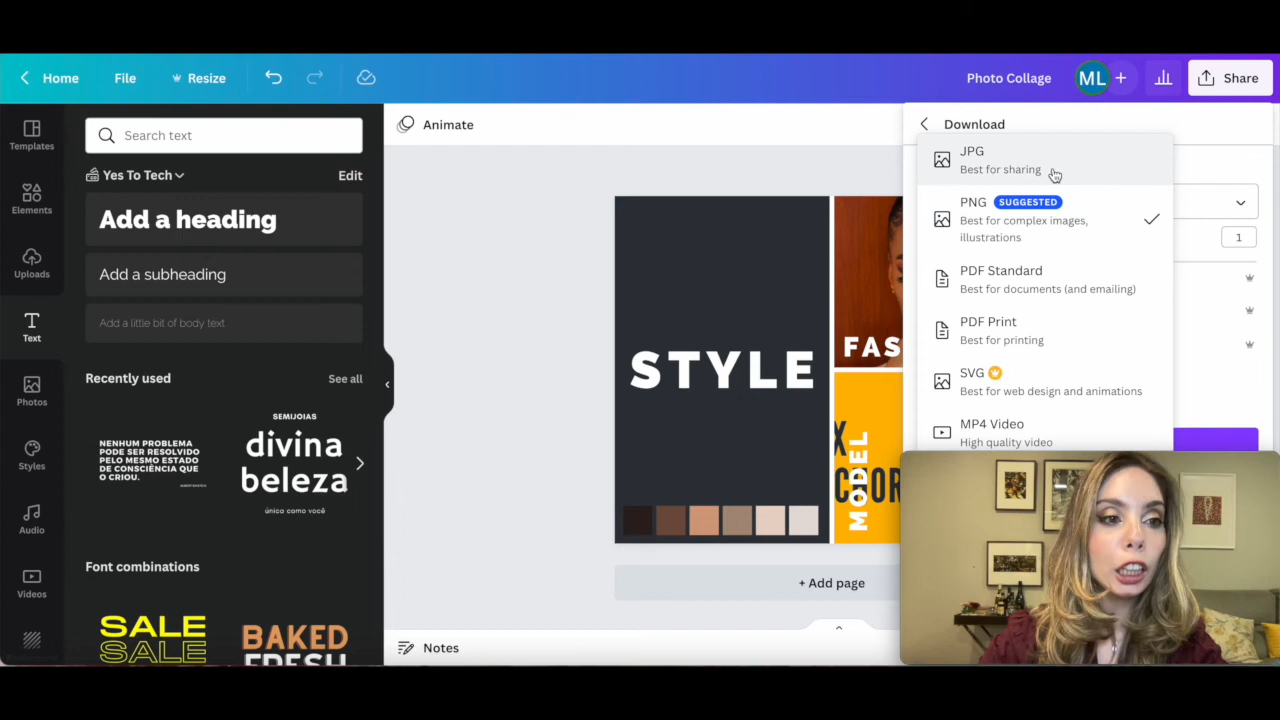 Home
File
Resize
Photo Collage
ML
+
Share
Templates
Elements
Uploads
Text
Photos
Styles
Audio
Videos
Search text
Yes To Tech
Edit
Add a heading
Add a subheading
Add a little bit of body text
Recently used
See all
NENHUM PROBLEMA
PODE SER RESOLVIDO
PELO MESMO ESTADO
DE CONSCIÊNCIA QUE
O CRIOU.
ALBERT EINSTEIN
SEMIJOIAS
divina
beleza
única como você
Font combinations
SALE
SALE
BAKED
FRESH
Animate
STYLE
FAS
MODEL
X
CHOR
+ Add page
Notes
Download
JPG
Best for sharing
PNG SUGGESTED
Best for complex images,
illustrations
PDF Standard
Best for documents (and emailing)
PDF Print
Best for printing
SVG
Best for web design and animations
MP4 Video
High quality video
1